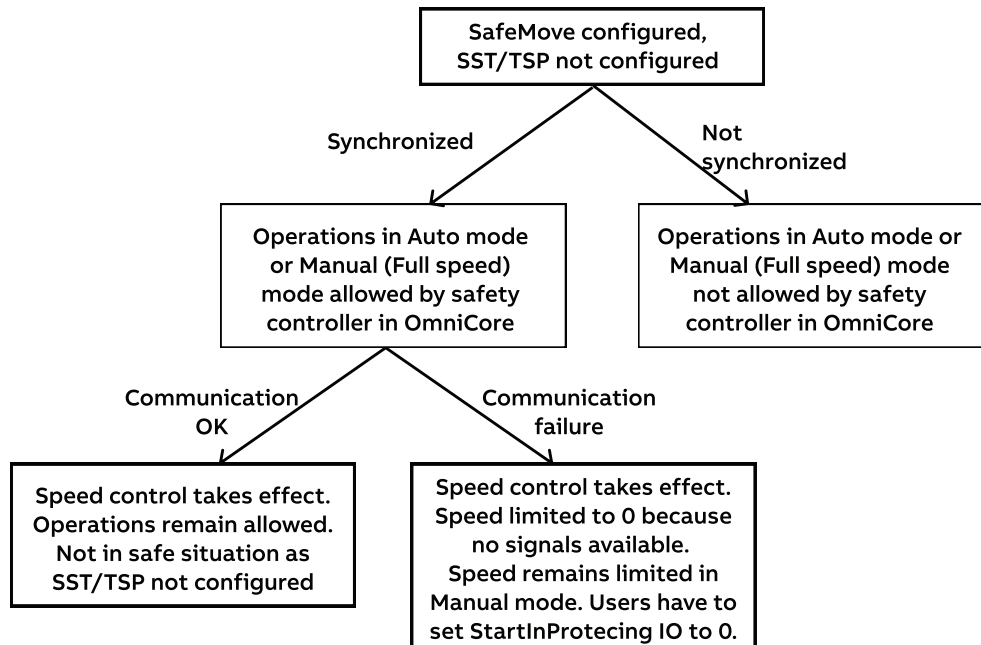 SafeMove configured,
SST/TSP not configured
Synchronized
Not
synchronized
Operations in Auto mode
or Manual (Full speed)
mode allowed by safety
controller in OmniCore
Operations in Auto mode or
Manual (Full speed) mode
not allowed by safety
controller in OmniCore
Communication
OK
Communication
failure
Speed control takes effect.
Operations remain allowed.
Not in safe situation as
SST/TSP not configured
Speed control takes effect.
Speed limited to 0 because
no signals available.
Speed remains limited in
Manual mode. Users have to
set StartInProtecing IO to 0.